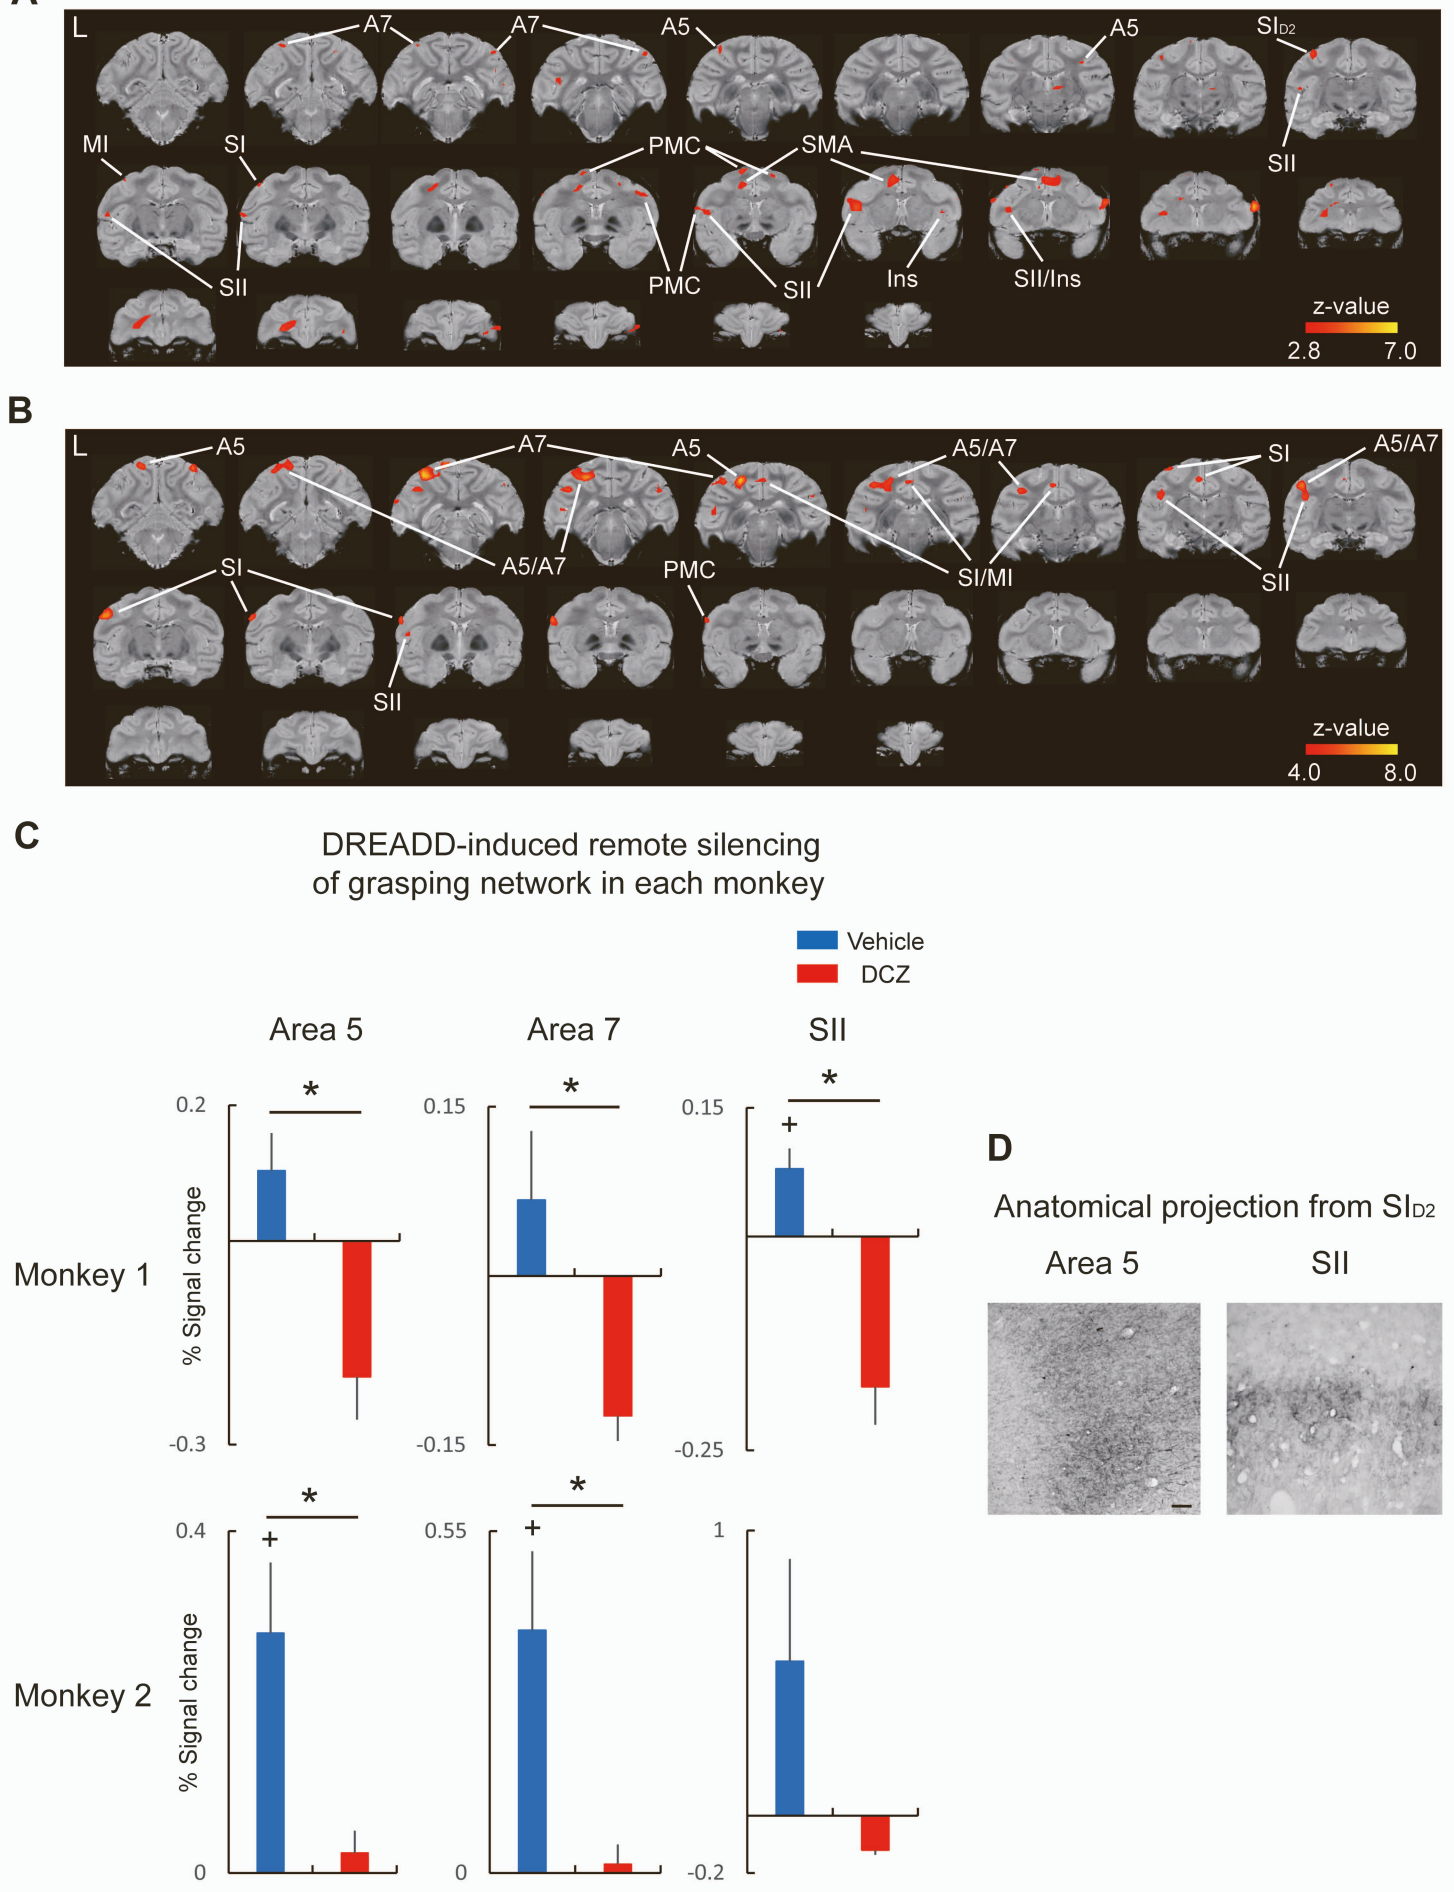 A
L
A7
A7
A5
A5
SID2
MI
SI
PMC
SMA
SII
SII
PMC
SII
Ins
SII/Ins
z-value
2.8 7.0
B
L
A5
A7
A5
A5/A7
SI
A5/A7
A5/A7
SI
PMC
SI/MI
SII
SII
z-value
4.0 8.0
C
DREADD-induced remote silencing
of grasping network in each monkey
Vehicle
DCZ
Area 5
Area 7
SII
*
*
*
0.2
0.15
0.15
+
% Signal change
Monkey 1
-0.3
-0.15
-0.25
D
Anatomical projection from SID2
Area 5
SII
*
*
0.4
0.55
1
+
+
% Signal change
Monkey 2
0
0
-0.2